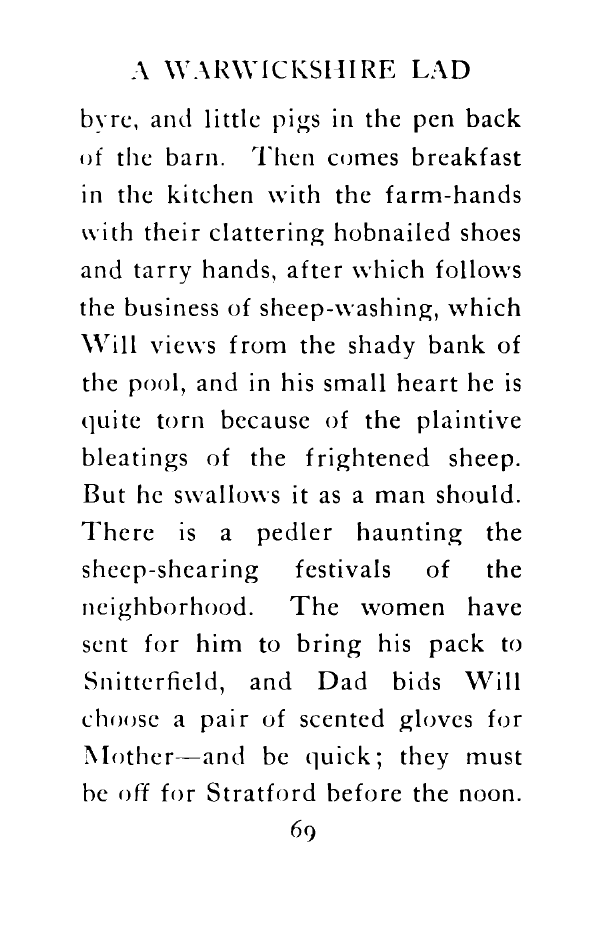 A WARWICKSHIRE LAD
byre, and little pigs in the pen back
of the barn. Then comes breakfast
in the kitchen with the farm-hands
with their clattering hobnailed shoes
and tarry hands, after which follows
the business of sheep-washing, which
Will views from the shady bank of
the pool, and in his small heart he is
quite torn because of the plaintive
bleatings of the frightened sheep.
But he swallows it as a man should.
There is a pedler haunting the
sheep-shearing festivals of the
neighborhood. The women have
sent for him to bring his pack to
Snitterfield, and Dad bids Will
choose a pair of scented gloves for
Mother—and be quick; they must
be off for Stratford before the noon.
69